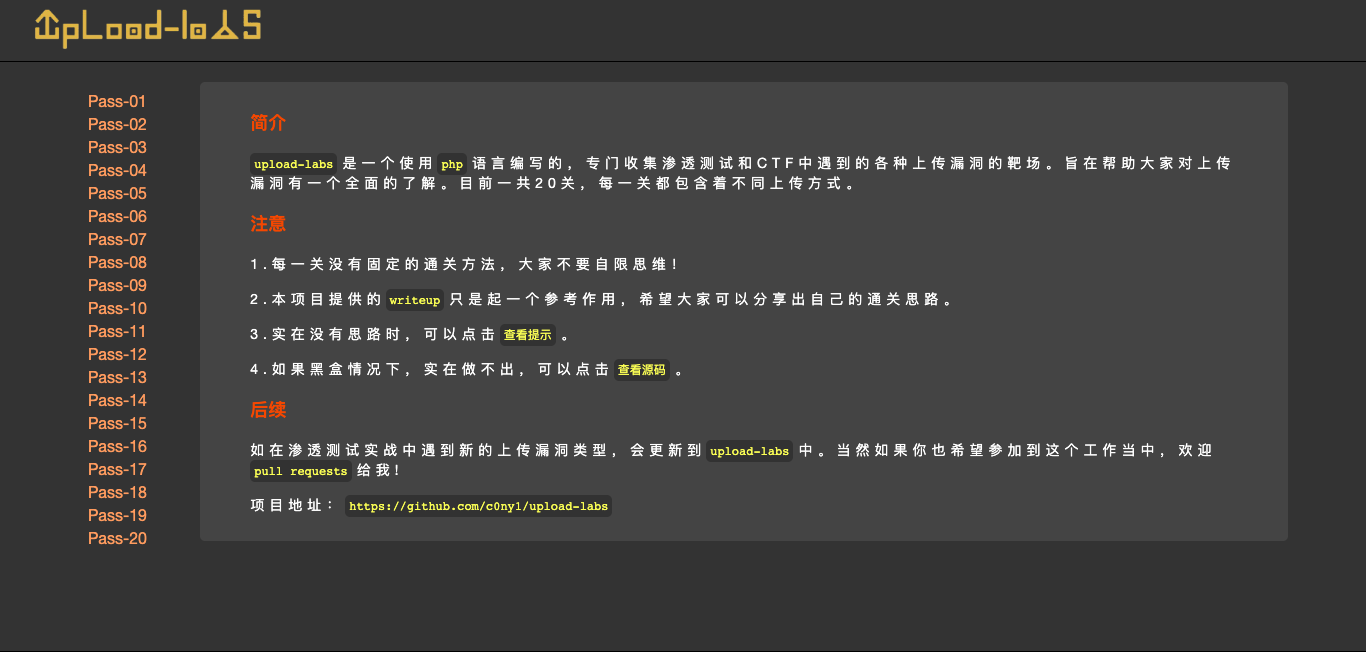 UpLoad-labS
Pass-01
Pass-02
Pass-03
Pass-04
Pass-05
Pass-06
Pass-07
Pass-08
Pass-09
Pass-10
Pass-11
Pass-12
Pass-13
Pass-14
Pass-15
Pass-16
Pass-17
Pass-18
Pass-19
Pass-20
简介
upload-labs 是一个使用 php 语言编写的，专门收集渗透测试和CTF中遇到的各种上传漏洞的靶场。旨在帮助大家对上传
漏洞有一个全面的了解。目前一共20关，每一关都包含着不同上传方式。
注意
1.每一关没有固定的通关方法，大家不要自限思维！
2.本项目提供的 writeup 只是起一个参考作用，希望大家可以分享出自己的通关思路。
3.实在没有思路时，可以点击 查看提示 。
4.如果黑盒情况下，实在做不出，可以点击 查看源码 。
后续
如在渗透测试实战中遇到新的上传漏洞类型，会更新到 upload-labs 中。当然如果你也希望参加到这个工作当中，欢迎
pull requests 给我！
项目地址： https://github.com/c0ny1/upload-labs